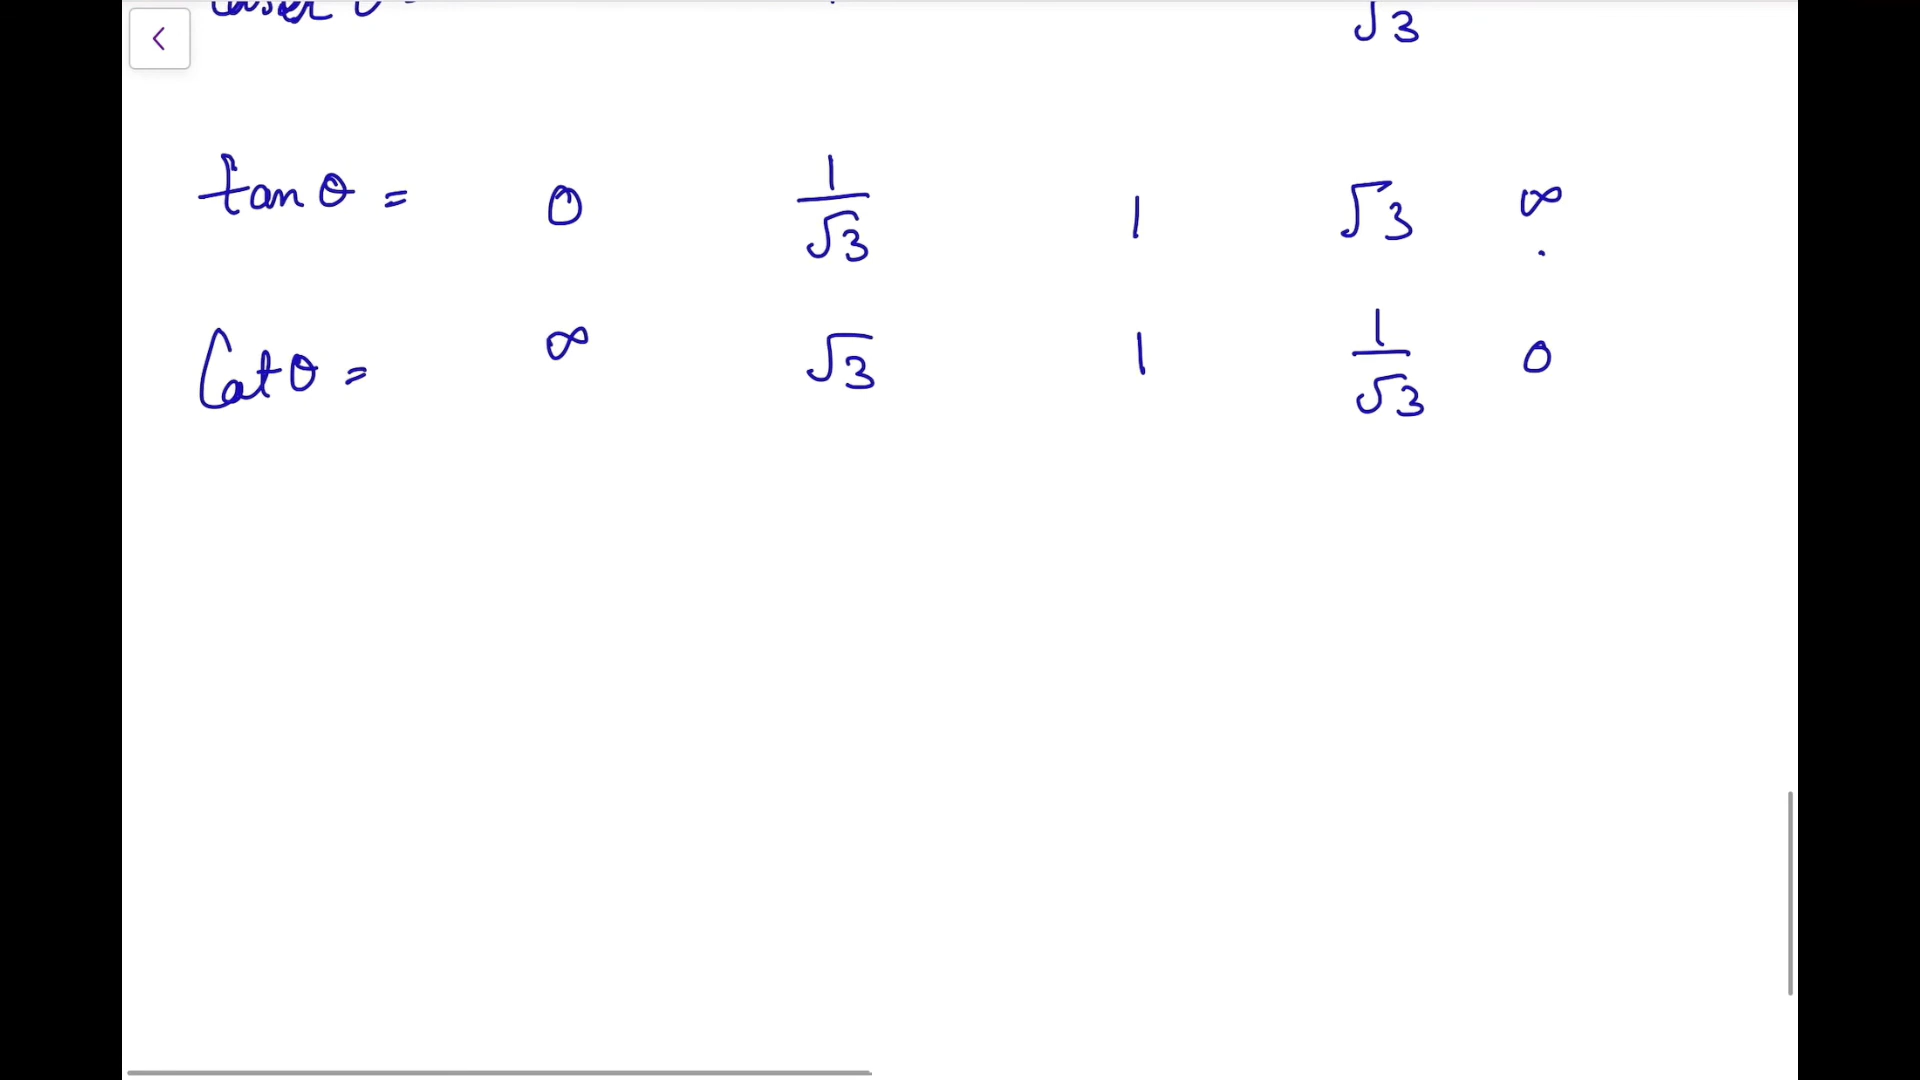 √3
tan θ = 0 1/√3 1 √3 ∞
Cot θ = ∞ √3 1 1/√3 0